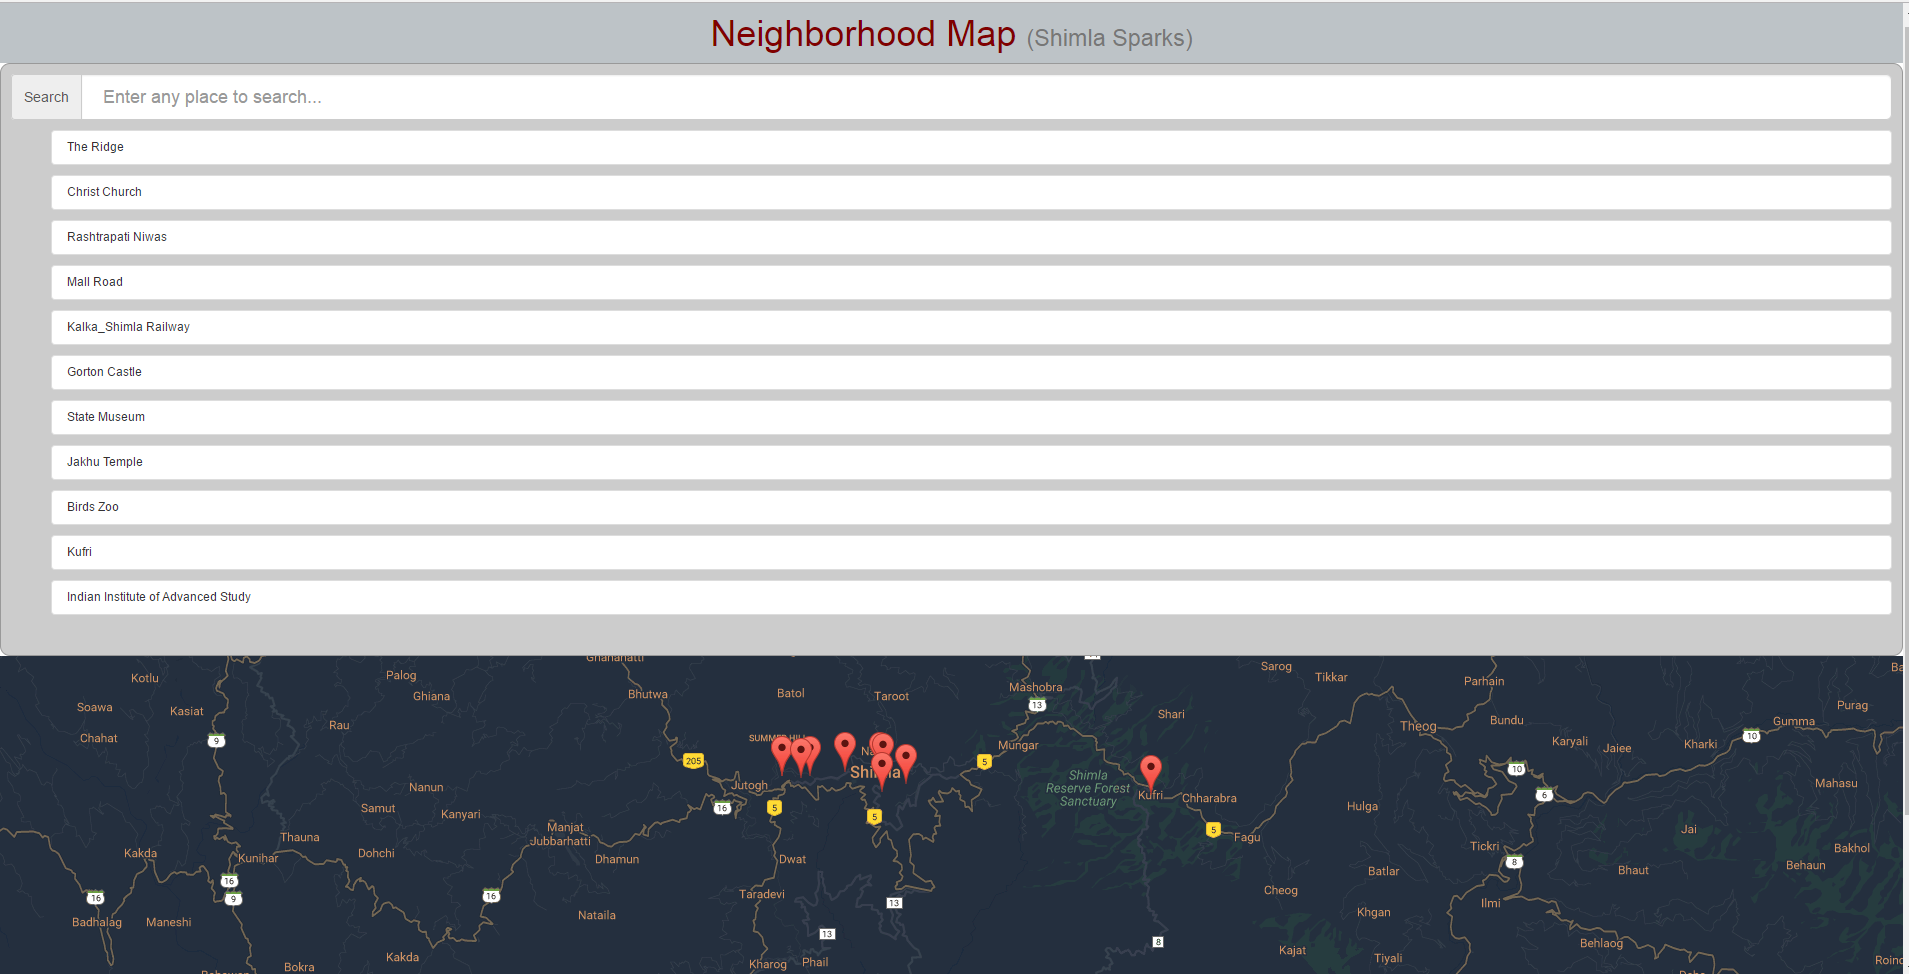 Neighborhood Map (Shimla Sparks)
Search
Enter any place to search...
The Ridge
Christ Church
Rashtrapati Niwas
Mall Road
Kalka_Shimla Railway
Gorton Castle
State Museum
Jakhu Temple
Birds Zoo
Kufri
Indian Institute of Advanced Study
Ghanahatti
Kotlu
Palog
Sarog
Tikkar
Parhain
Mashobra
Ghiana
Bhutwa
Batol
Taroot
Soawa
Kasiat
13
Shari
Purag
Rau
Theog
Bundu
Gumma
Chahat
9
SUMMER HILL
Mungar
Karyali
Jaiee
Kharki
10
205
5
Shimla
10
Shimla
Reserve Forest
Sanctuary
Jutogh
Nanun
Kufri
Chharabra
6
Mahasu
Samut
Kanyari
16
5
5
Hulga
Manjat
Jubbarhatti
Thauna
5
Fagu
Jai
Kakda
Kunihar
Dohchi
Dhamun
Dwat
Tickri
8
Bakhol
Behaun
Batlar
Bhaut
16
9
16
16
Taradevi
Cheog
13
Ilmi
Badhalag
Maneshi
Nataila
Khgan
13
8
Behlaog
Kakda
Kajat
Tiyali
Bokra
Kharog
Phail